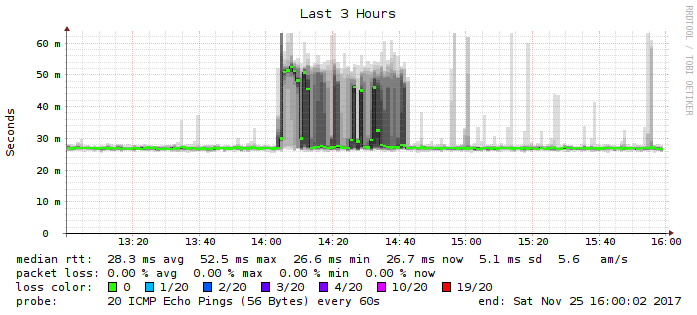 Last 3 Hours
RRDTOOL / TOBI OETIKER
Seconds
60 m
50 m
40 m
30 m
20 m
10 m
0
13:20 13:40 14:00 14:20 14:40 15:00 15:20 15:40 16:00
median rtt: 28.3 ms avg 52.5 ms max 26.6 ms min 26.7 ms now 5.1 ms sd 5.6 am/s
packet loss: 0.00 % avg 0.00 % max 0.00 % min 0.00 % now
loss color: 0 1/20 2/20 3/20 4/20 10/20 19/20
probe: 20 ICMP Echo Pings (56 Bytes) every 60s end: Sat Nov 25 16:00:02 2017